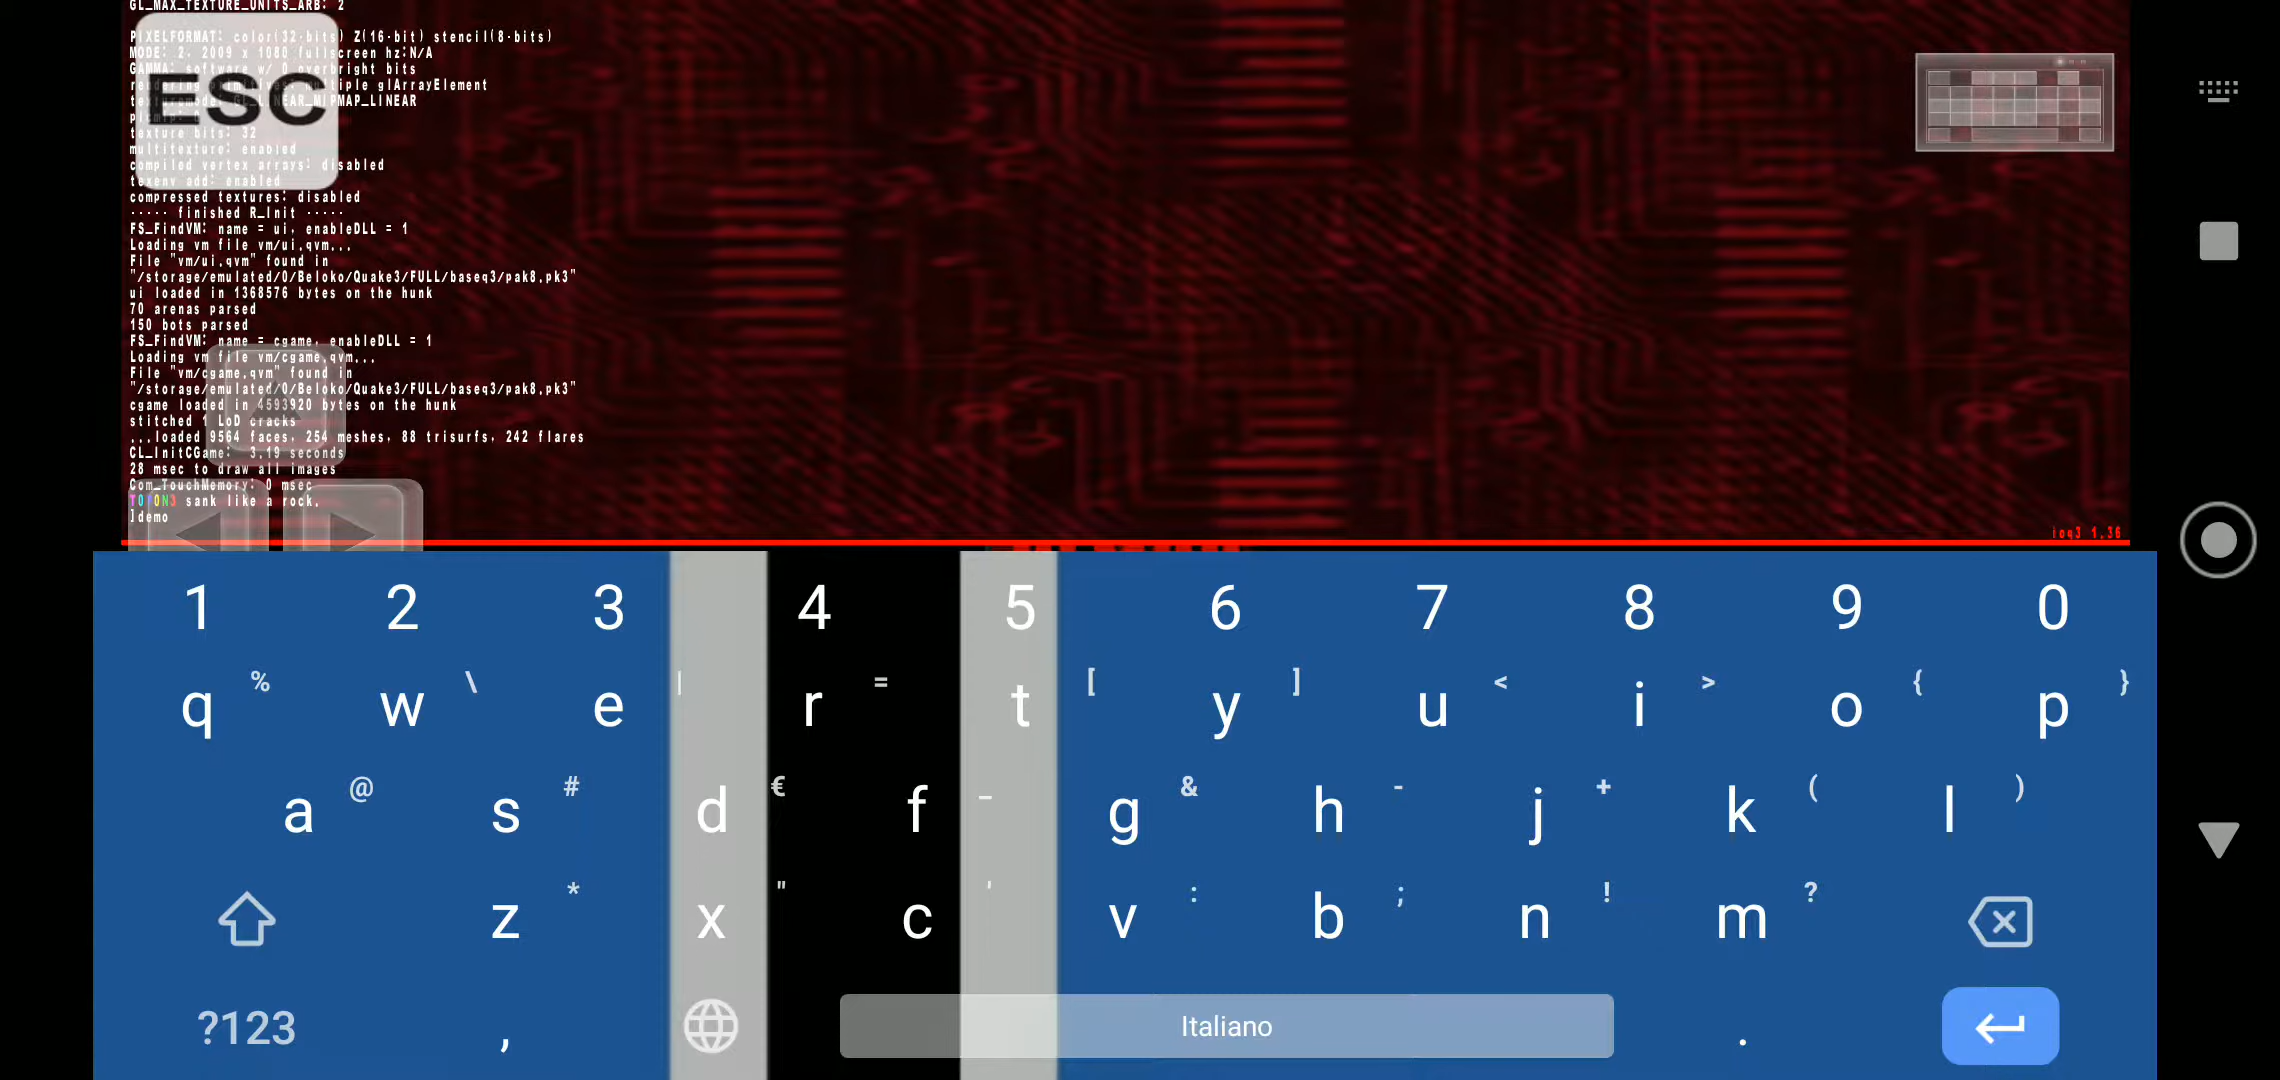 GL_MAX_TEXTURE_UNITS_ARB: 2
PIXELFORMAT: color(32-bits) Z(16-bit) stencil(8-bits)
MODE: 2, 2009 x 1080 fullscreen hz:N/A
GAMMA: software w/ 0 overbright bits
rendering primitives: multiple glArrayElement
texturemode: GL_LINEAR_MIPMAP_LINEAR
ESC
texture bits: 32
multitexture: enabled
compiled vertex arrays: disabled
texenv add: enabled
compressed textures: disabled
----- finished R_Init -----
FS_FindVM: name = ui, enableDLL = 1
Loading vm file vm/ui.qvm...
File "vm/ui.qvm" found in
"/storage/emulated/0/Beloko/Quake3/FULL/baseq3/pak8.pk3"
ui loaded in 1368576 bytes on the hunk
70 arenas parsed
150 bots parsed
FS_FindVM: name = cgame, enableDLL = 1
Loading vm file vm/cgame.qvm...
File "vm/cgame.qvm" found in
"/storage/emulated/0/Beloko/Quake3/FULL/baseq3/pak8.pk3"
cgame loaded in 4593920 bytes on the hunk
stitched 1 LoD cracks
...loaded 9564 faces, 254 meshes, 88 trisurfs, 242 flares
CL_InitCGame: 3.19 seconds
28 msec to draw all images
Com_TouchMemory: 0 msec
sank like a rock.
]demo
ioq3 1.36
1 2 3 4 5 6 7 8 9 0
q % w \ e | r = t [ y ] u < i > o { p }
a @ s # d € f _ g & h - j + k ( l )
z * x " c ' v : b ; n ! m ?
?123 , Italiano .